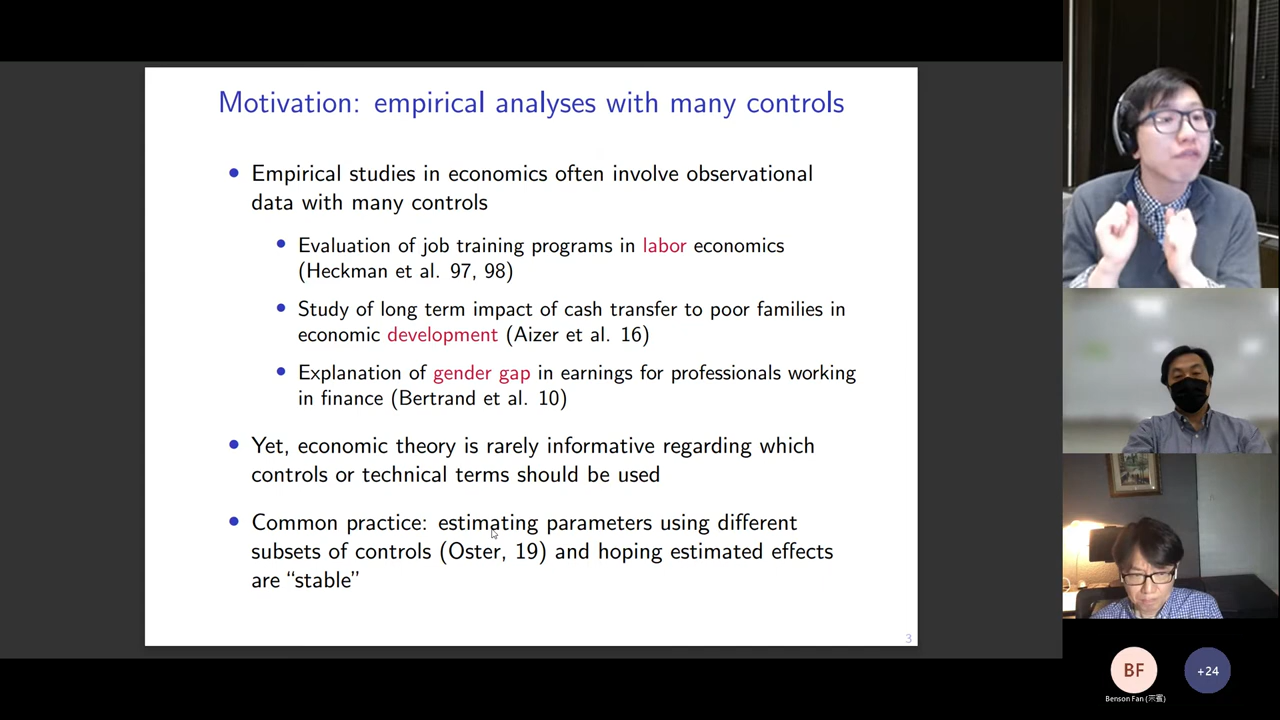 Motivation: empirical analyses with many controls
Empirical studies in economics often involve observational
data with many controls
Evaluation of job training programs in labor economics
(Heckman et al. 97, 98)
Study of long term impact of cash transfer to poor families in
economic development (Aizer et al. 16)
Explanation of gender gap in earnings for professionals working
in finance (Bertrand et al. 10)
Yet, economic theory is rarely informative regarding which
controls or technical terms should be used
Common practice: estimating parameters using different
subsets of controls (Oster, 19) and hoping estimated effects
are “stable”
3
BF
+24
Benson Fan